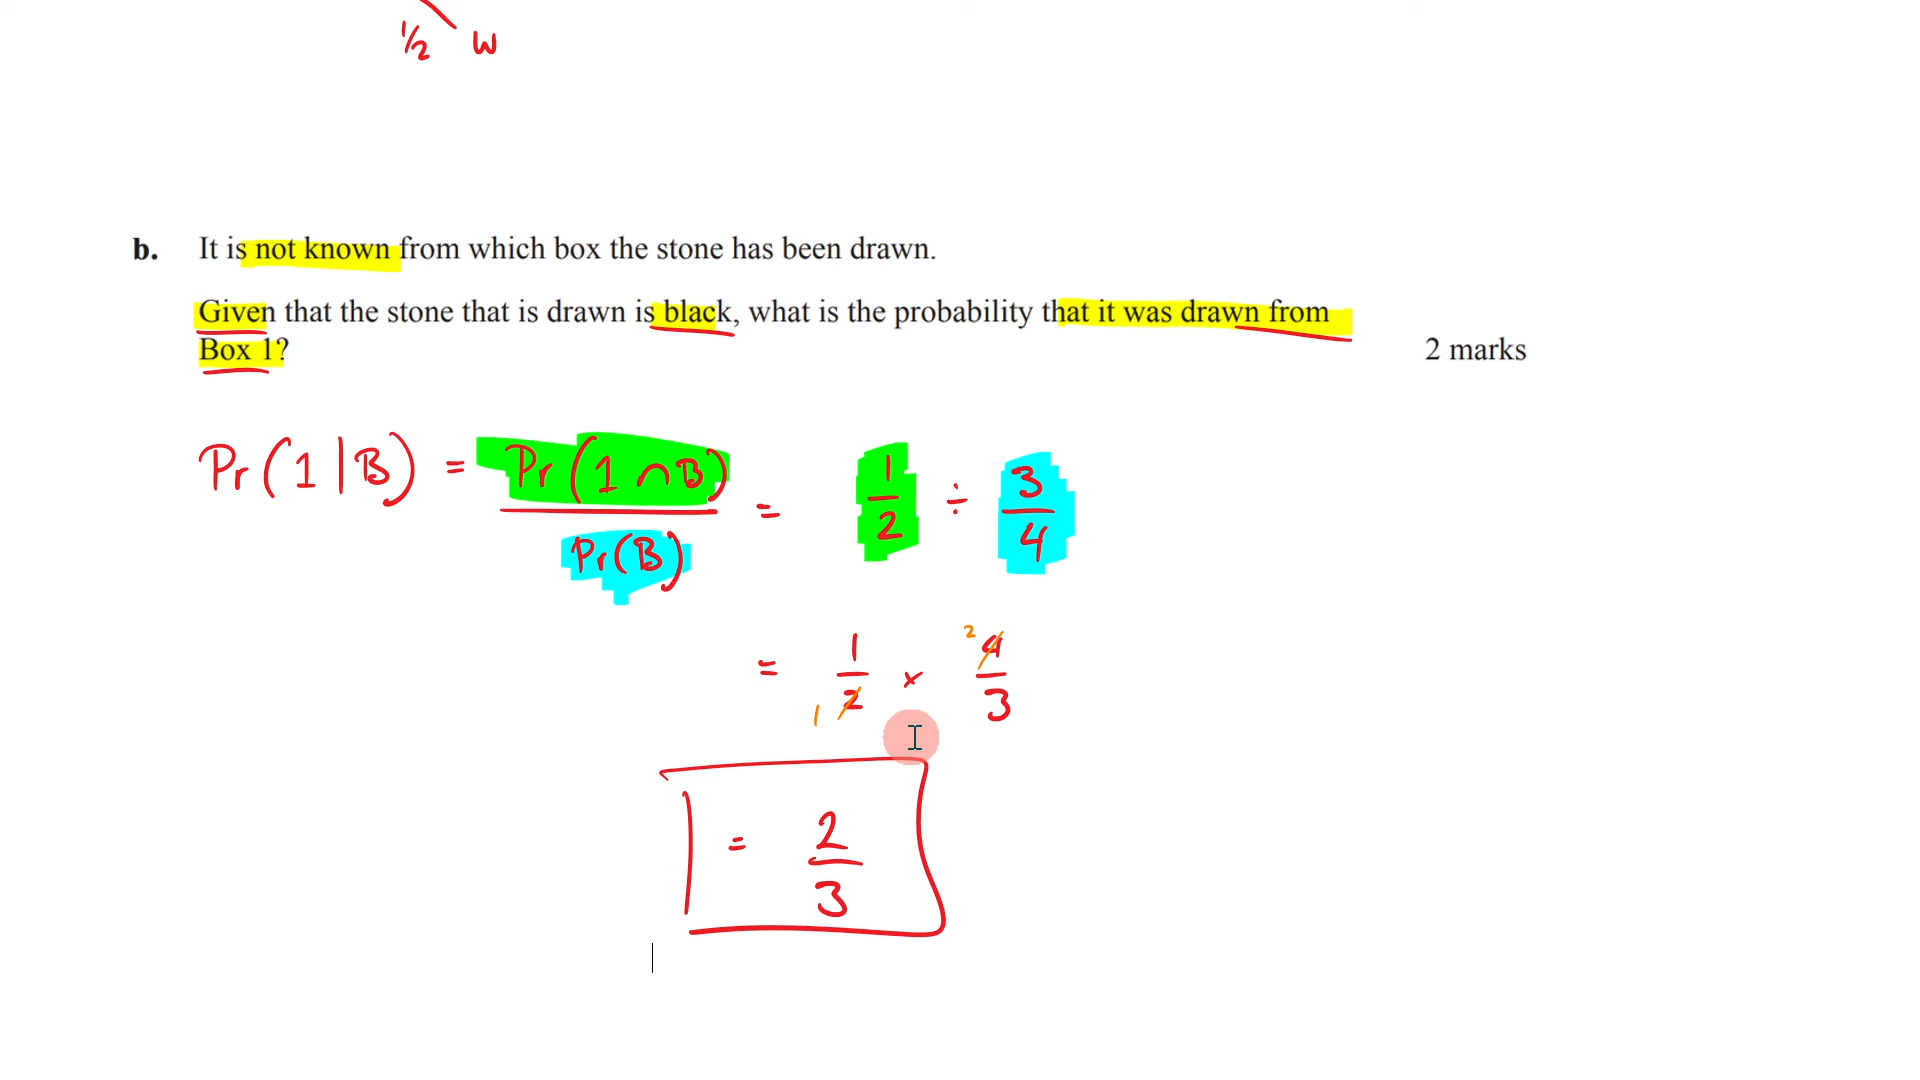 ½ W
b. It is not known from which box the stone has been drawn.
Given that the stone that is drawn is black, what is the probability that it was drawn from
Box 1? 2 marks
Pr(1|B) = Pr(1∩B)/Pr(B) = 1/2 ÷ 3/4
= 1/2 × 4/3
2
1
= 2/3